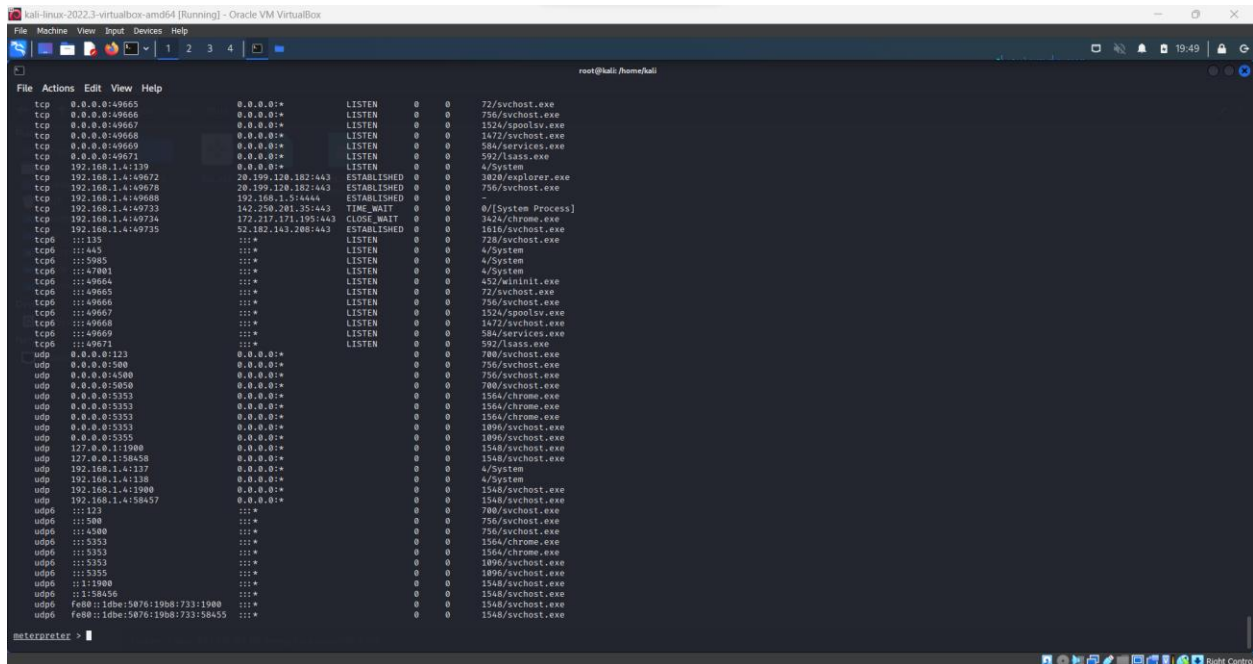 kali-linux-2022.3-virtualbox-amd64 [Running] - Oracle VM VirtualBox
File Machine View Input Devices Help
1 2 3 4 19:49
root@kali: /home/kali
File Actions Edit View Help
tcp 0.0.0.0:49665 0.0.0.0:* LISTEN 0 0 72/svchost.exe
tcp 0.0.0.0:49666 0.0.0.0:* LISTEN 0 0 756/svchost.exe
tcp 0.0.0.0:49667 0.0.0.0:* LISTEN 0 0 1524/spoolsv.exe
tcp 0.0.0.0:49668 0.0.0.0:* LISTEN 0 0 1472/svchost.exe
tcp 0.0.0.0:49669 0.0.0.0:* LISTEN 0 0 584/services.exe
tcp 0.0.0.0:49671 0.0.0.0:* LISTEN 0 0 592/lsass.exe
tcp 192.168.1.4:139 0.0.0.0:* LISTEN 0 0 4/System
tcp 192.168.1.4:49672 20.199.120.182:443 ESTABLISHED 0 0 3020/explorer.exe
tcp 192.168.1.4:49678 20.199.120.182:443 ESTABLISHED 0 0 756/svchost.exe
tcp 192.168.1.4:49688 192.168.1.5:4444 ESTABLISHED 0 0 -
tcp 192.168.1.4:49733 142.250.201.35:443 TIME_WAIT 0 0 0/[System Process]
tcp 192.168.1.4:49734 172.217.171.195:443 CLOSE_WAIT 0 0 3424/chrome.exe
tcp 192.168.1.4:49735 52.182.143.208:443 ESTABLISHED 0 0 1616/svchost.exe
tcp6 :::135 :::* LISTEN 0 0 728/svchost.exe
tcp6 :::445 :::* LISTEN 0 0 4/System
tcp6 :::5985 :::* LISTEN 0 0 4/System
tcp6 :::47001 :::* LISTEN 0 0 4/System
tcp6 :::49664 :::* LISTEN 0 0 452/wininit.exe
tcp6 :::49665 :::* LISTEN 0 0 72/svchost.exe
tcp6 :::49666 :::* LISTEN 0 0 756/svchost.exe
tcp6 :::49667 :::* LISTEN 0 0 1524/spoolsv.exe
tcp6 :::49668 :::* LISTEN 0 0 1472/svchost.exe
tcp6 :::49669 :::* LISTEN 0 0 584/services.exe
tcp6 :::49671 :::* LISTEN 0 0 592/lsass.exe
udp 0.0.0.0:123 0.0.0.0:* 0 0 700/svchost.exe
udp 0.0.0.0:500 0.0.0.0:* 0 0 756/svchost.exe
udp 0.0.0.0:4500 0.0.0.0:* 0 0 756/svchost.exe
udp 0.0.0.0:5050 0.0.0.0:* 0 0 700/svchost.exe
udp 0.0.0.0:5353 0.0.0.0:* 0 0 1564/chrome.exe
udp 0.0.0.0:5353 0.0.0.0:* 0 0 1564/chrome.exe
udp 0.0.0.0:5353 0.0.0.0:* 0 0 1564/chrome.exe
udp 0.0.0.0:5353 0.0.0.0:* 0 0 1096/svchost.exe
udp 0.0.0.0:5355 0.0.0.0:* 0 0 1096/svchost.exe
udp 127.0.0.1:1900 0.0.0.0:* 0 0 1548/svchost.exe
udp 127.0.0.1:58458 0.0.0.0:* 0 0 1548/svchost.exe
udp 192.168.1.4:137 0.0.0.0:* 0 0 4/System
udp 192.168.1.4:138 0.0.0.0:* 0 0 4/System
udp 192.168.1.4:1900 0.0.0.0:* 0 0 1548/svchost.exe
udp 192.168.1.4:58457 0.0.0.0:* 0 0 1548/svchost.exe
udp6 :::123 :::* 0 0 700/svchost.exe
udp6 :::500 :::* 0 0 756/svchost.exe
udp6 :::4500 :::* 0 0 756/svchost.exe
udp6 :::5353 :::* 0 0 1564/chrome.exe
udp6 :::5353 :::* 0 0 1564/chrome.exe
udp6 :::5353 :::* 0 0 1096/svchost.exe
udp6 :::5355 :::* 0 0 1096/svchost.exe
udp6 ::1:1900 :::* 0 0 1548/svchost.exe
udp6 ::1:58456 :::* 0 0 1548/svchost.exe
udp6 fe80::1dbe:5076:19b8:733:1900 :::* 0 0 1548/svchost.exe
udp6 fe80::1dbe:5076:19b8:733:58455 :::* 0 0 1548/svchost.exe
meterpreter >
Right Control